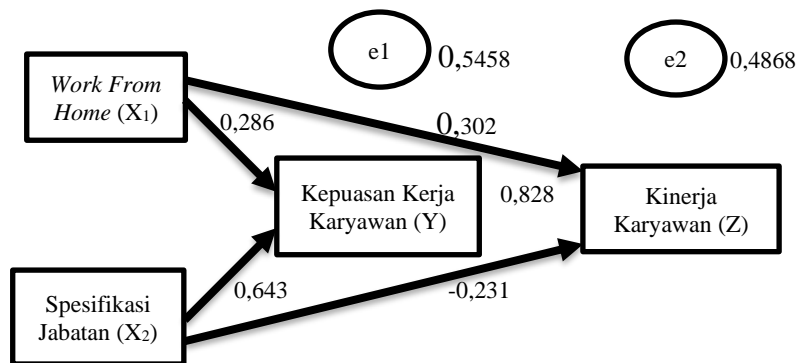 e1
0,5458
e2
0,4868
Work From
Home (X1)
0,286
0,302
Kepuasan Kerja
Karyawan (Y)
0,828
Kinerja
Karyawan (Z)
Spesifikasi
Jabatan (X2)
0,643
-0,231